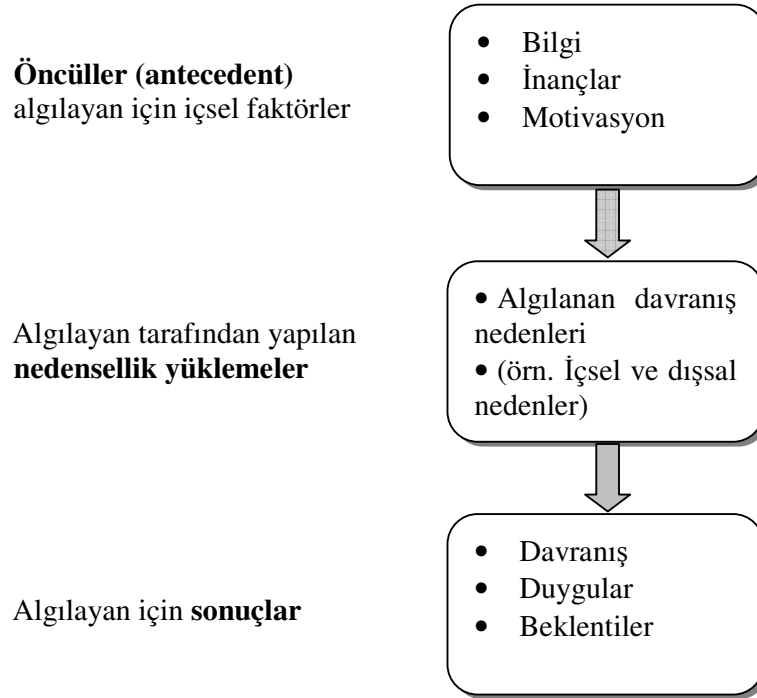 Öncüller (antecedent)
algılayan için içsel faktörler
• Bilgi
• İnançlar
• Motivasyon
Algılayan tarafından yapılan
nedensellik yüklemeler
• Algılanan davranış
nedenleri
• (örn. İçsel ve dışsal
nedenler)
Algılayan için sonuçlar
• Davranış
• Duygular
• Beklentiler